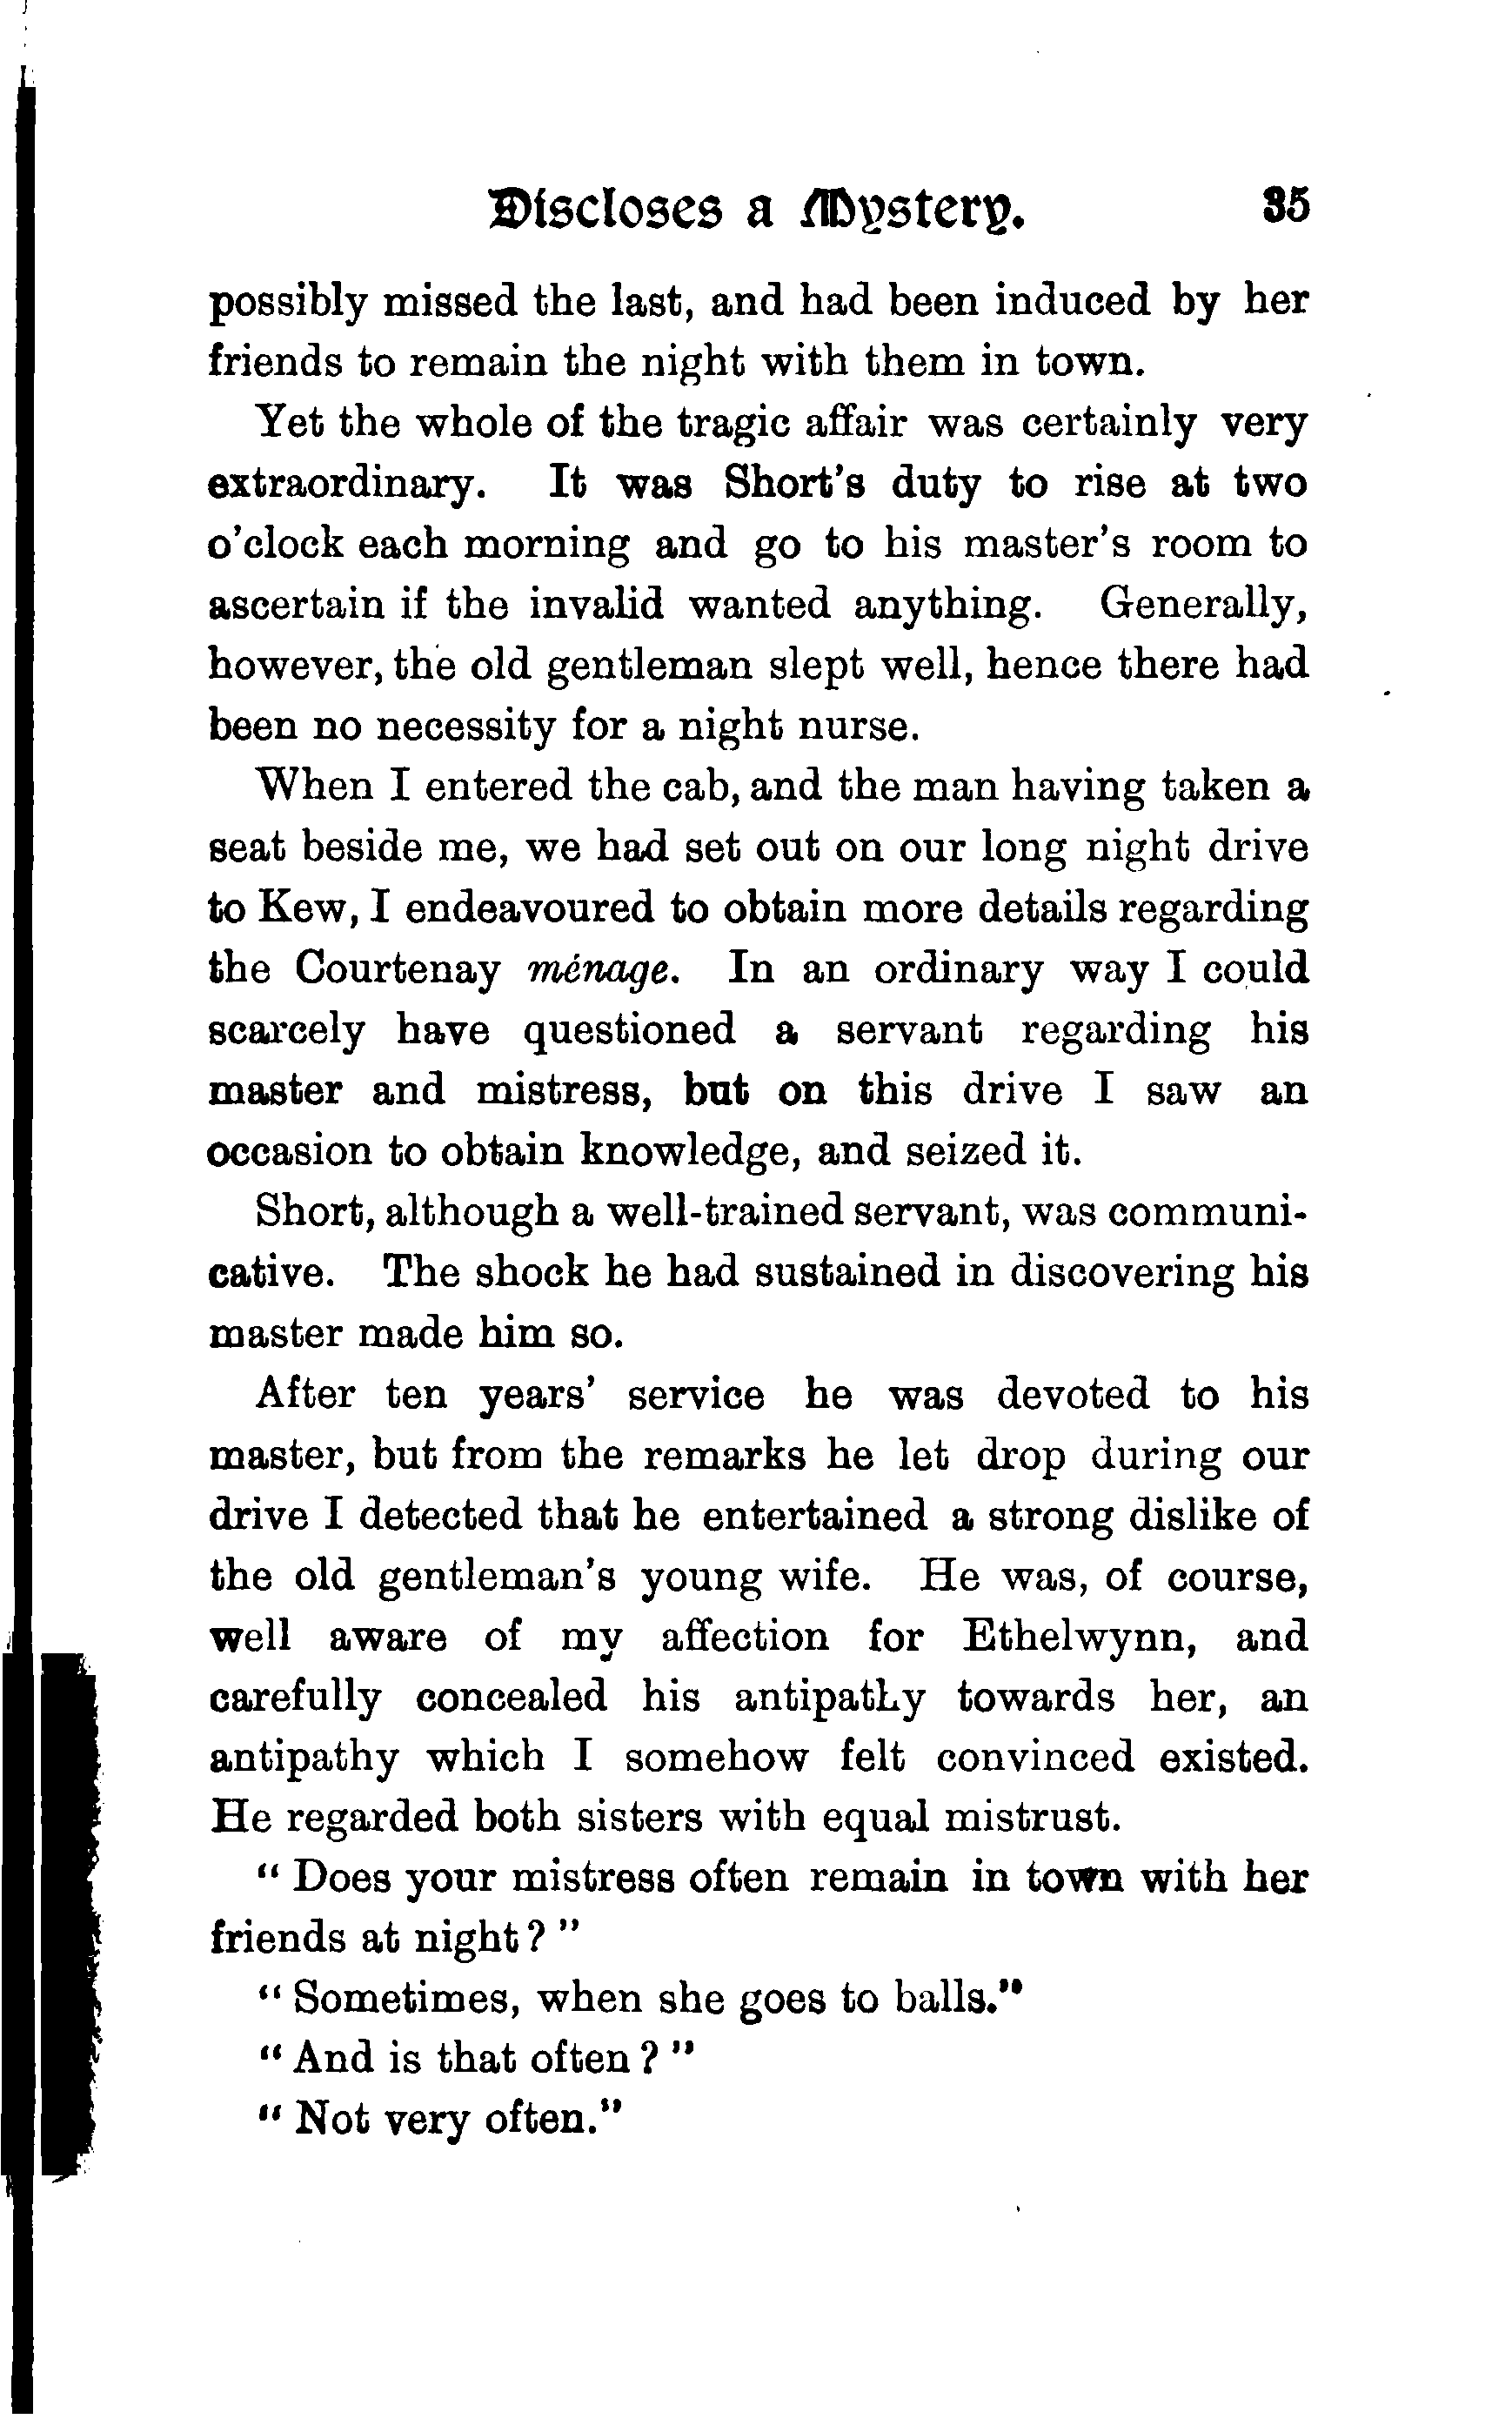 Discloses a Mystery. 35
possibly missed the last, and had been induced by her
friends to remain the night with them in town.
Yet the whole of the tragic affair was certainly very
extraordinary. It was Short's duty to rise at two
o'clock each morning and go to his master's room to
ascertain if the invalid wanted anything. Generally,
however, the old gentleman slept well, hence there had
been no necessity for a night nurse.
When I entered the cab, and the man having taken a
seat beside me, we had set out on our long night drive
to Kew, I endeavoured to obtain more details regarding
the Courtenay ménage. In an ordinary way I could
scarcely have questioned a servant regarding his
master and mistress, but on this drive I saw an
occasion to obtain knowledge, and seized it.
Short, although a well-trained servant, was communi-
cative. The shock he had sustained in discovering his
master made him so.
After ten years' service he was devoted to his
master, but from the remarks he let drop during our
drive I detected that he entertained a strong dislike of
the old gentleman's young wife. He was, of course,
well aware of my affection for Ethelwynn, and
carefully concealed his antipathy towards her, an
antipathy which I somehow felt convinced existed.
He regarded both sisters with equal mistrust.
" Does your mistress often remain in town with her
friends at night? "
" Sometimes, when she goes to balls."
" And is that often? "
" Not very often."